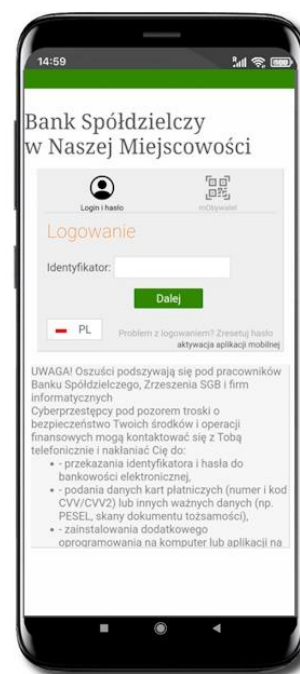 14:59
Bank Spółdzielczy
w Naszej Miejscowości
Login i hasło
mObywatel
Logowanie
Identyfikator:
Dalej
PL
Problem z logowaniem? Zresetuj hasło
aktywacja aplikacji mobilnej
UWAGA! Oszuści podszywają się pod pracowników
Banku Spółdzielczego, Zrzeszenia SGB i firm
informatycznych
Cyberprzestępcy pod pozorem troski o
bezpieczeństwo Twoich środków i operacji
finansowych mogą kontaktować się z Tobą
telefonicznie i nakłaniać Cię do:
- przekazania identyfikatora i hasła do
bankowości elektronicznej,
- podania danych kart płatniczych (numer i kod
CVV/CVV2) lub innych ważnych danych (np.
PESEL, skany dokumentu tożsamości),
- zainstalowania dodatkowego
oprogramowania na komputer lub aplikacji na